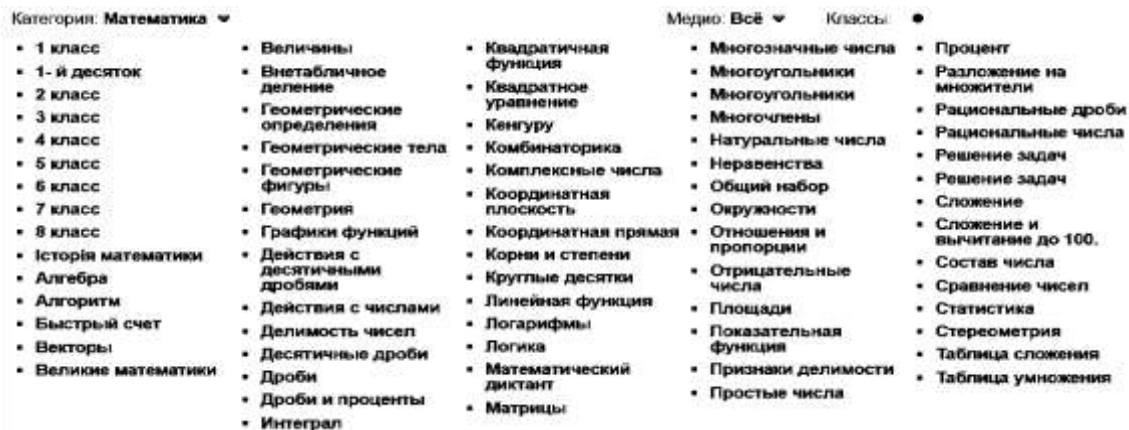 Категория: Математика
Медио: Всё
Классы:
1 класс
1- й десяток
2 класс
3 класс
4 класс
5 класс
6 класс
7 класс
8 класс
Історія математики
Алгебра
Алгоритм
Быстрый счет
Векторы
Великие математики
Величины
Внетабличное
деление
Геометрические
определения
Геометрические тела
Геометрические
фигуры
Геометрия
Графики функций
Действия с
десятичными
дробями
Действия с числами
Делимость чисел
Десятичные дроби
Дроби
Дроби и проценты
Интеграл
Квадратичная
функция
Квадратное
уравнение
Кенгуру
Комбинаторика
Комплексные числа
Координатная
плоскость
Координатная прямая
Корни и степени
Круглые десятки
Линейная функция
Логарифмы
Логика
Математический
диктант
Матрицы
Многозначные числа
Многоугольники
Многоугольники
Многочлены
Натуральные числа
Неравенства
Общий набор
Окружности
Отношения и
пропорции
Отрицательные
числа
Площади
Показательная
функция
Признаки делимости
Простые числа
Процент
Разложение на
множители
Рациональные дроби
Рациональные числа
Решение задач
Решение задач
Сложение
Сложение и
вычитание до 100.
Состав числа
Сравнение чисел
Статистика
Стереометрия
Таблица сложения
Таблица умножения